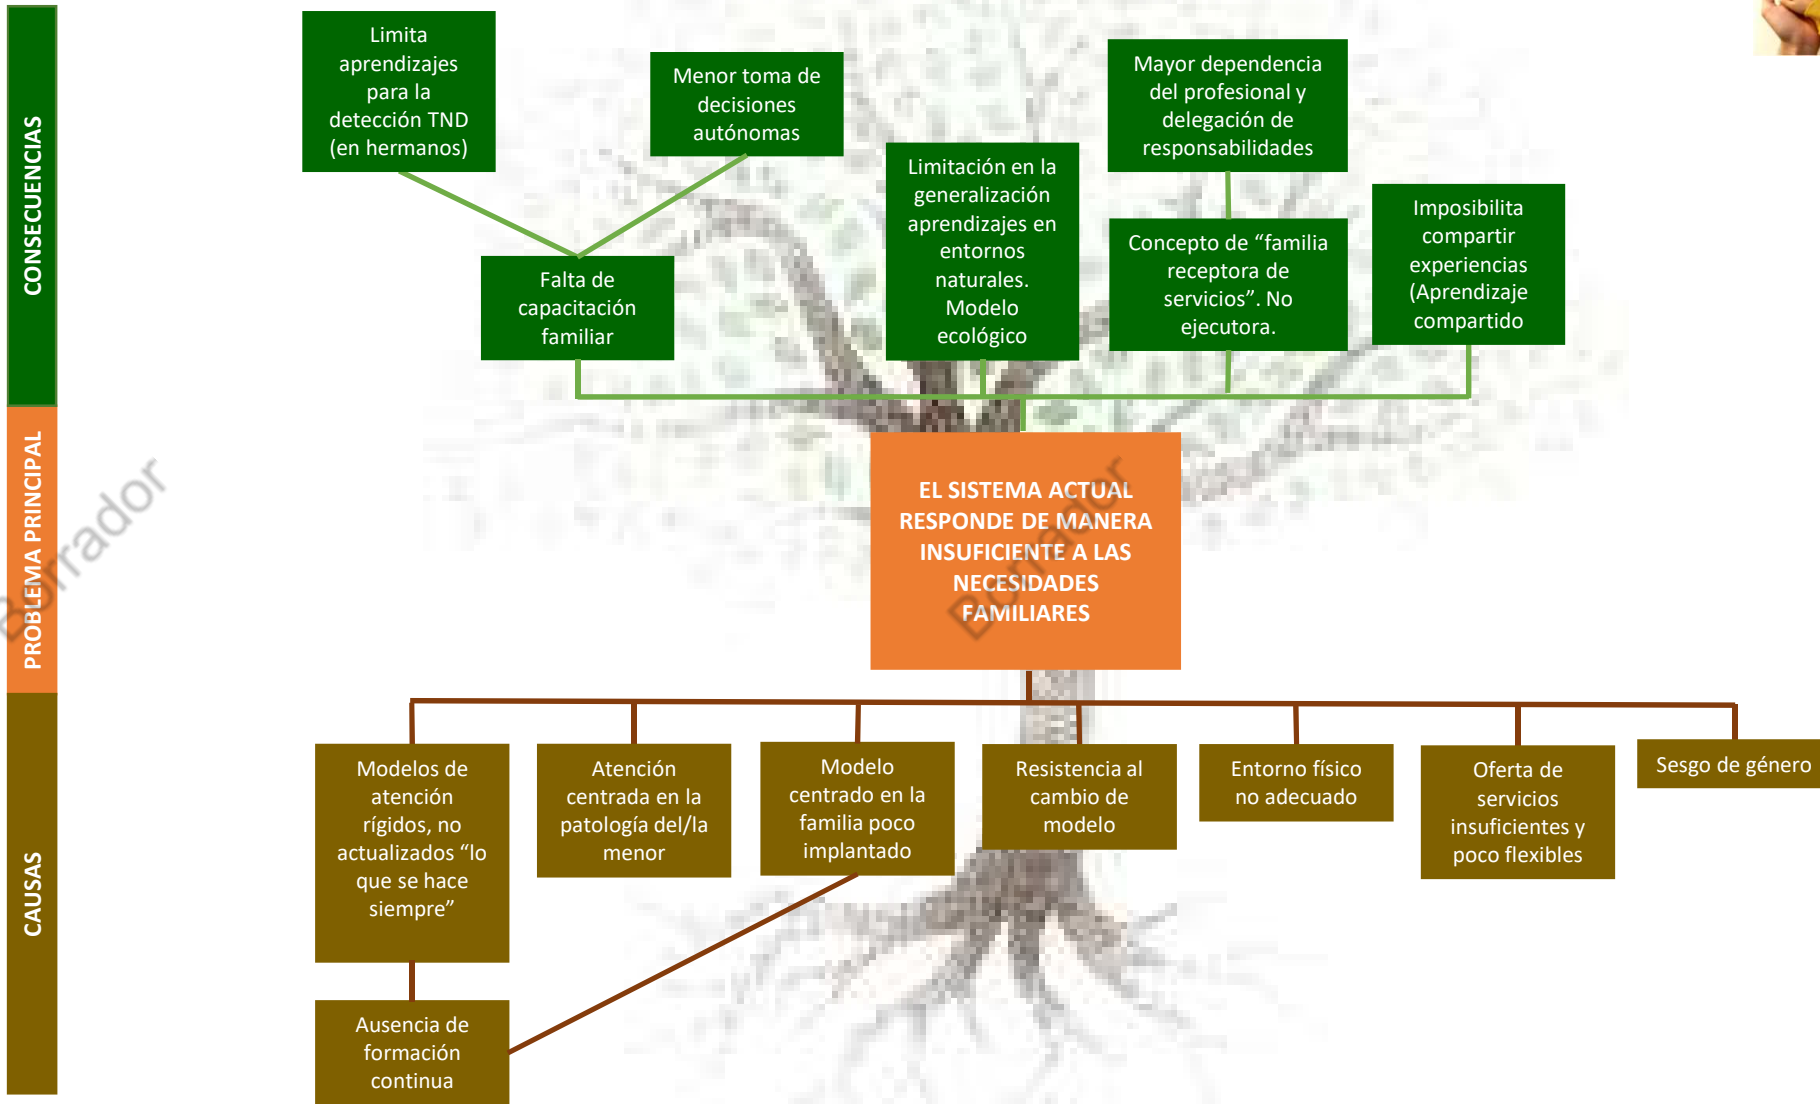 CONSECUENCIAS
Limita
aprendizajes
para la
detección TND
(en hermanos)
Menor toma de
decisiones
autónomas
Mayor dependencia
del profesional y
delegación de
responsabilidades
Falta de
capacitación
familiar
Limitación en la
generalización
aprendizajes en
entornos
naturales.
Modelo
ecológico
Concepto de “familia
receptora de
servicios”. No
ejecutora.
Imposibilita
compartir
experiencias
(Aprendizaje
compartido
PROBLEMA PRINCIPAL
Borrador
EL SISTEMA ACTUAL
RESPONDE DE MANERA
INSUFICIENTE A LAS
NECESIDADES
FAMILIARES
Borrador
CAUSAS
Modelos de
atención
rígidos, no
actualizados “lo
que se hace
siempre”
Atención
centrada en la
patología del/la
menor
Modelo
centrado en la
familia poco
implantado
Resistencia al
cambio de
modelo
Entorno físico
no adecuado
Oferta de
servicios
insuficientes y
poco flexibles
Sesgo de género
Ausencia de
formación
continua